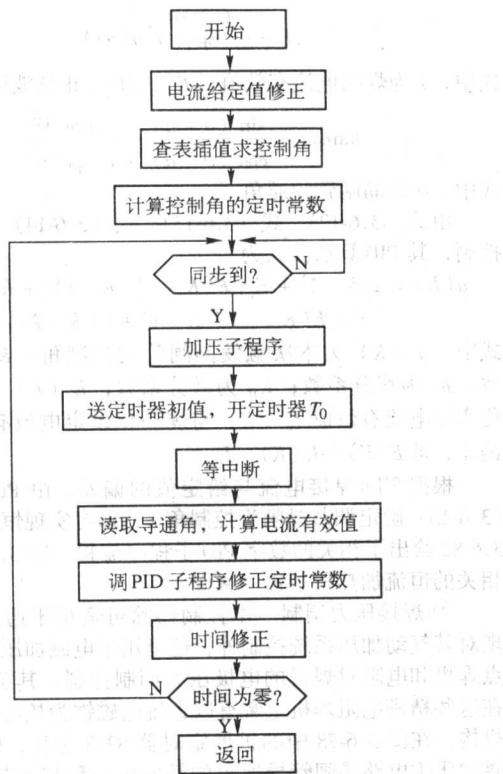 开始
电流给定值修正
查表插值求控制角
计算控制角的定时常数
同步到?
N
Y
加压子程序
送定时器初值，开定时器T₀
等中断
读取导通角，计算电流有效值
调PID子程序修正定时常数
时间修正
时间为零?
N
Y
返回